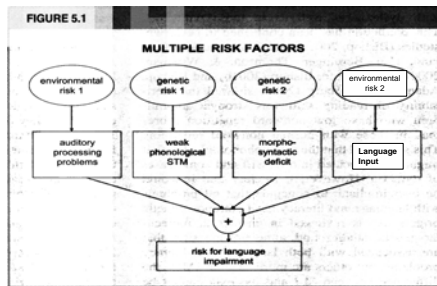 FIGURE 5.1
MULTIPLE RISK FACTORS
environmental
risk 1
genetic
risk 1
genetic
risk 2
environmental
risk 2
auditory
processing
problems
weak
phonological
STM
morpho-
syntactic
deficit
Language
Input
+
risk for language
impairment